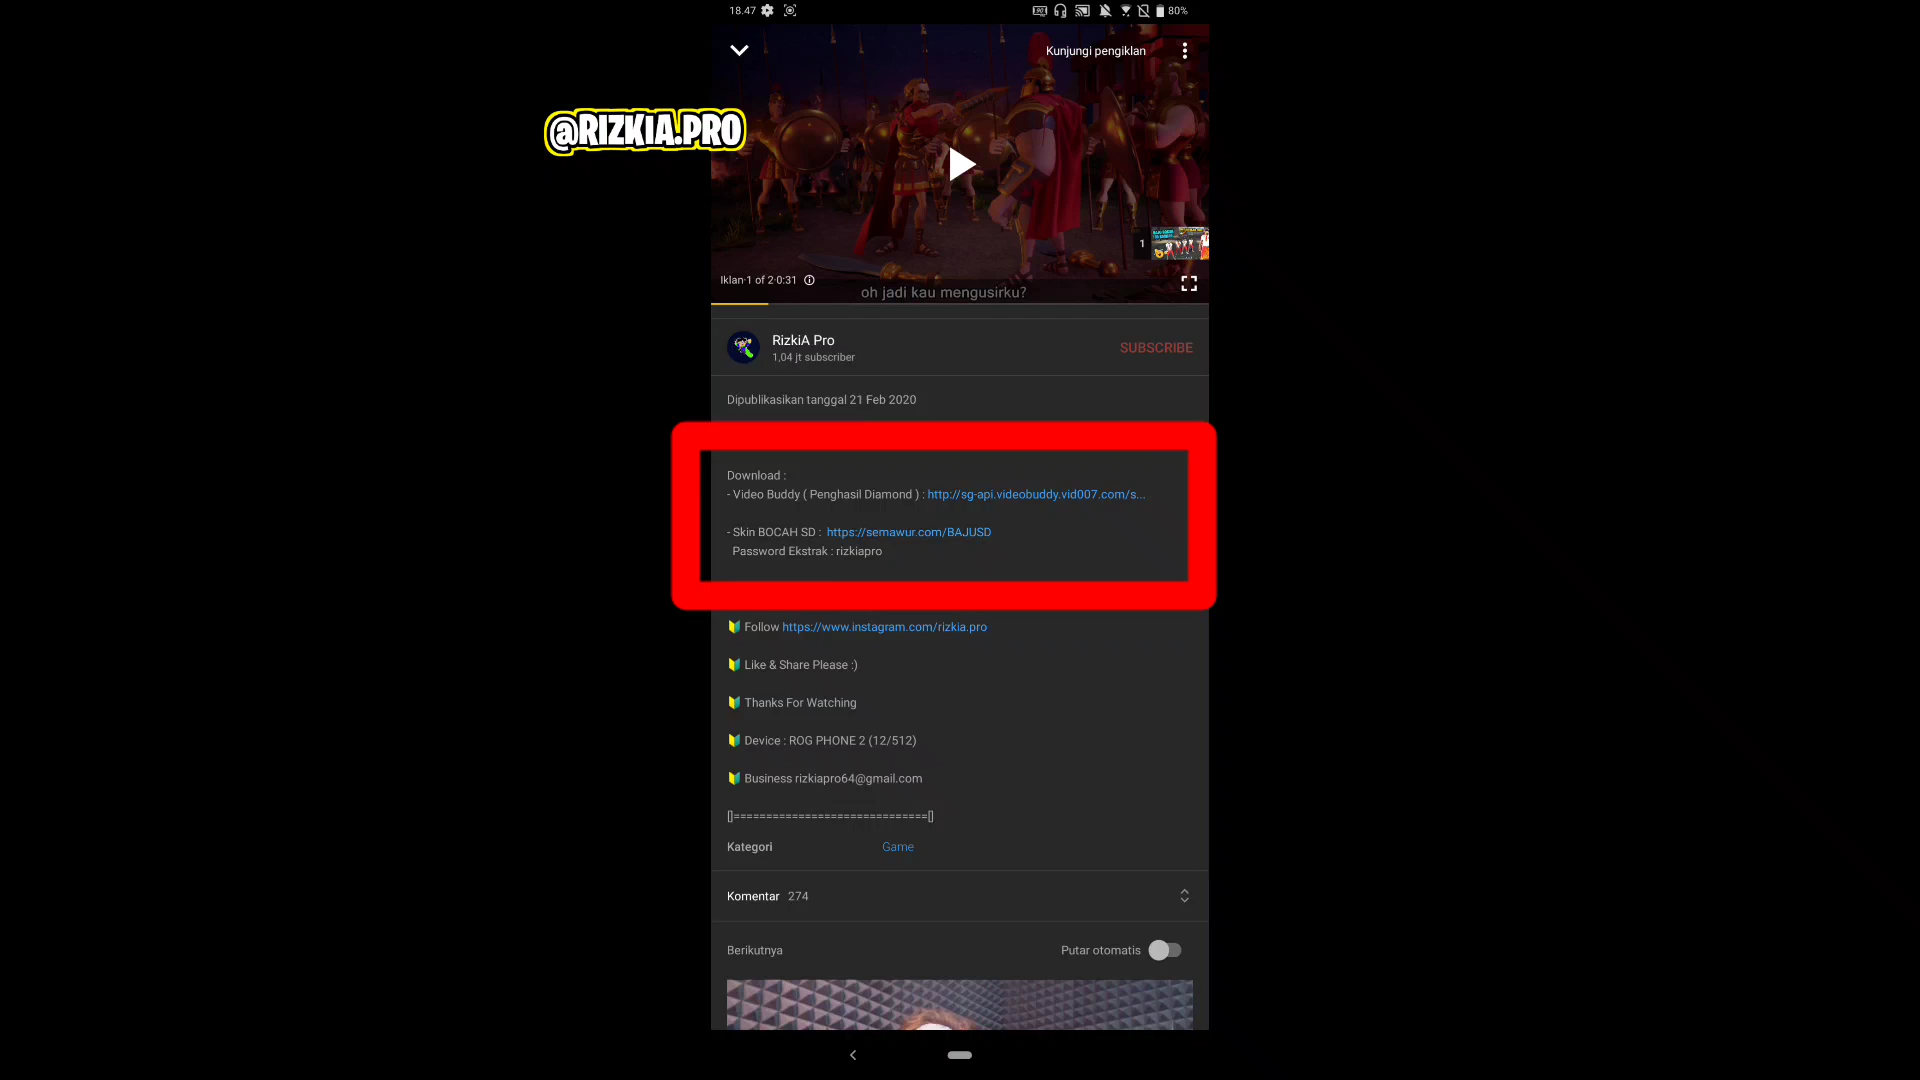 18.47
80%
Kunjungi pengiklan
@RIZKIA.PRO
1
Iklan·1 of 2·0:31
oh jadi kau mengusirku?
RizkiA Pro
1,04 jt subscriber
SUBSCRIBE
Dipublikasikan tanggal 21 Feb 2020
Download :
- Video Buddy ( Penghasil Diamond ) : http://sg-api.videobuddy.vid007.com/s...
- Skin BOCAH SD : https://semawur.com/BAJUSD
Password Ekstrak : rizkiapro
🔰 Follow https://www.instagram.com/rizkia.pro
🔰 Like & Share Please :)
🔰 Thanks For Watching
🔰 Device : ROG PHONE 2 (12/512)
🔰 Business rizkiapro64@gmail.com
[]==============================[]
Kategori Game
Komentar 274
Berikutnya
Putar otomatis